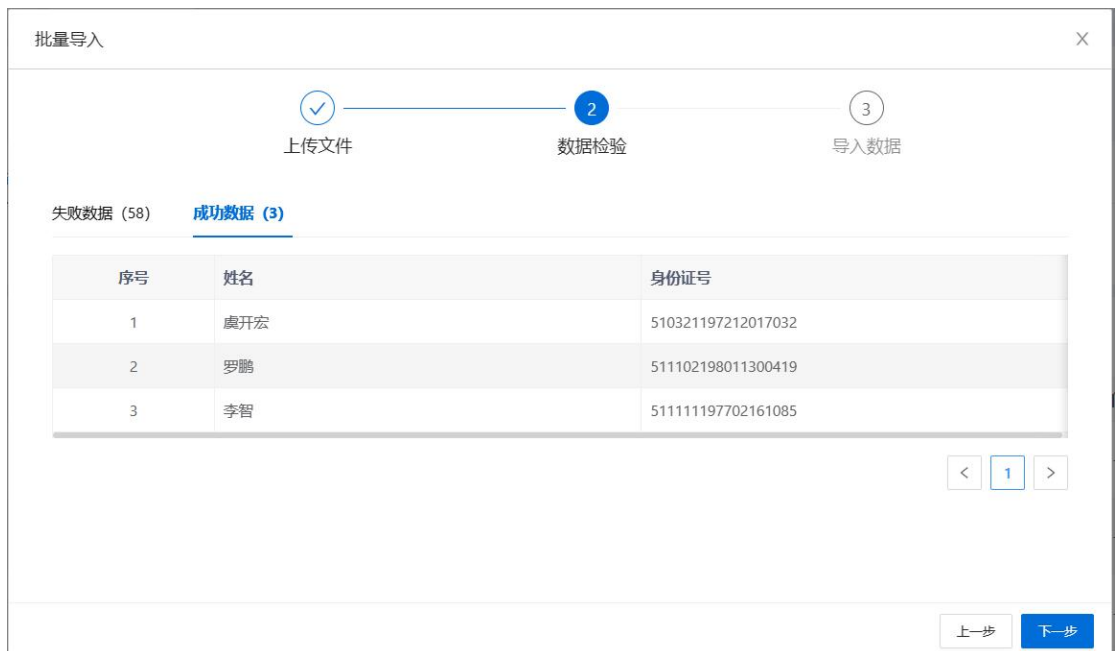 批量导入
2
3
上传文件 数据检验 导入数据
失败数据 (58) 成功数据 (3)
序号 姓名 身份证号
1 虞开宏 510321197212017032
2 罗鹏 511102198011300419
3 李智 511111197702161085
< 1 >
上一步 下一步